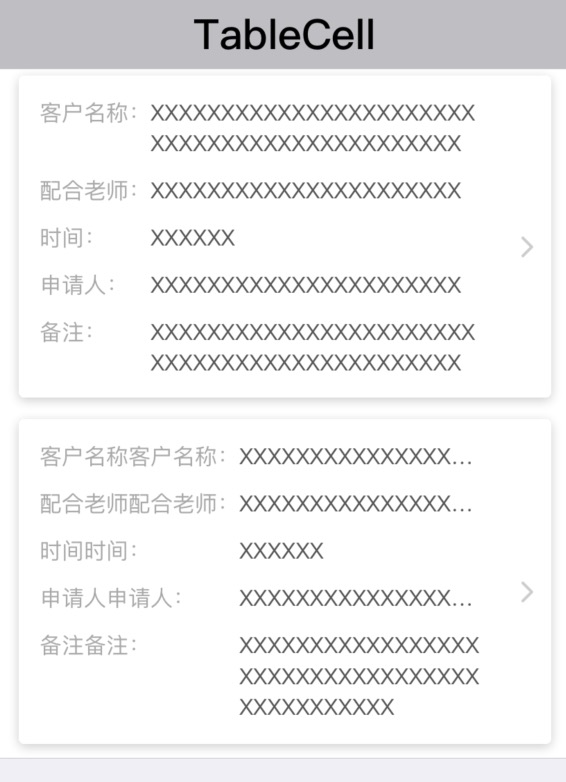 TableCell
客户名称： XXXXXXXXXXXXXXXXXXXXXXX
XXXXXXXXXXXXXXXXXXXXXX
配合老师： XXXXXXXXXXXXXXXXXXXXXX
时间： XXXXXX
申请人： XXXXXXXXXXXXXXXXXXXXXX
备注： XXXXXXXXXXXXXXXXXXXXXXX
XXXXXXXXXXXXXXXXXXXXXX
客户名称客户名称： XXXXXXXXXXXXXXX...
配合老师配合老师： XXXXXXXXXXXXXXX...
时间时间： XXXXXX
申请人申请人： XXXXXXXXXXXXXXX...
备注备注： XXXXXXXXXXXXXXXXX
XXXXXXXXXXXXXXXXX
XXXXXXXXXXX